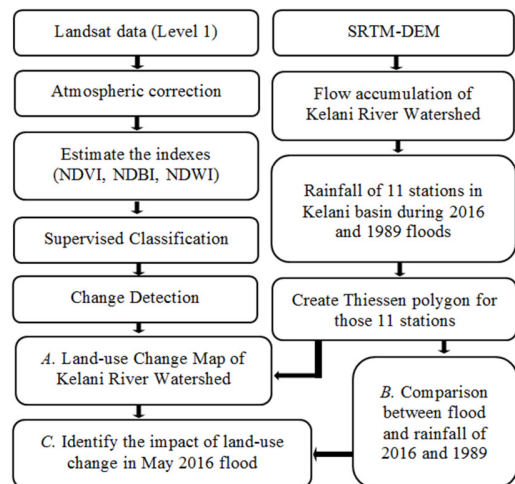 Landsat data (Level 1)
Atmospheric correction
Estimate the indexes
(NDVI, NDBI, NDWI)
Supervised Classification
Change Detection
A. Land-use Change Map of
Kelani River Watershed
C. Identify the impact of land-use
change in May 2016 flood
SRTM-DEM
Flow accumulation of
Kelani River Watershed
Rainfall of 11 stations in
Kelani basin during 2016
and 1989 floods
Create Thiessen polygon for
those 11 stations
B. Comparison
between flood
and rainfall of
2016 and 1989